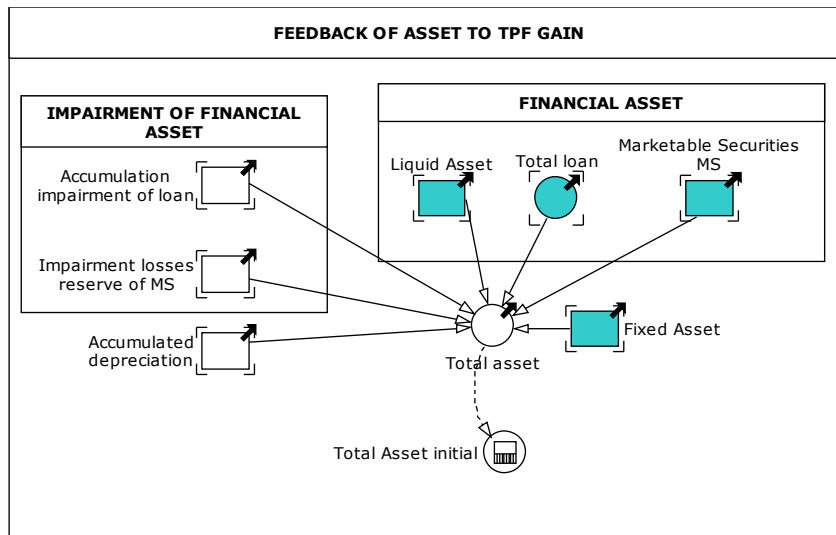 FEEDBACK OF ASSET TO TPF GAIN
IMPAIRMENT OF FINANCIAL
ASSET
Accumulation
impairment of loan
Impairment losses
reserve of MS
Accumulated
depreciation
FINANCIAL ASSET
Liquid Asset
Total loan
Marketable Securities
MS
Fixed Asset
Total asset
Total Asset initial